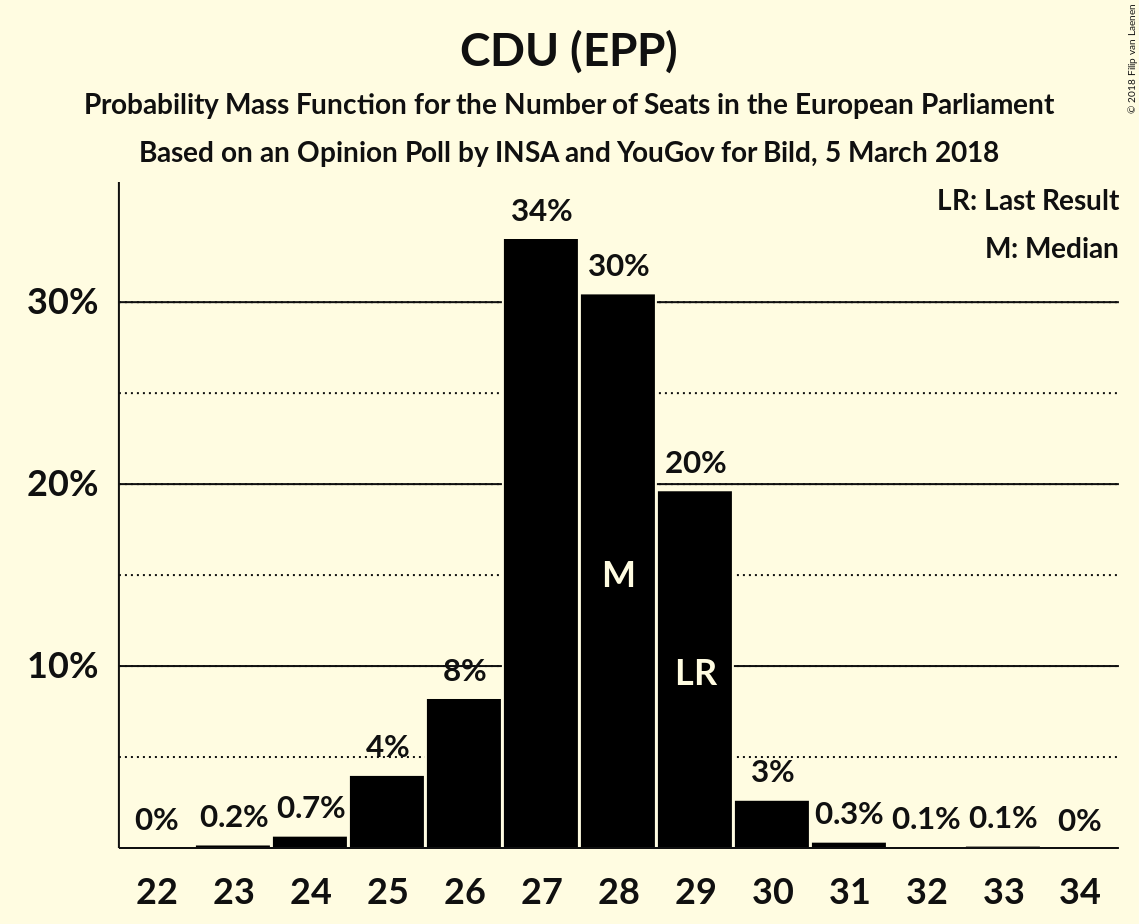 CDU (EPP)
Probability Mass Function for the Number of Seats in the European Parliament
Based on an Opinion Poll by INSA and YouGov for Bild, 5 March 2018
© 2018 Filip van Laenen
LR: Last Result
M: Median
34%
30%
30%
20%
20%
M
10%
8%
LR
4%
3%
0%
0.2%
0.7%
0.3%
0.1%
0.1%
0%
22 23 24 25 26 27 28 29 30 31 32 33 34